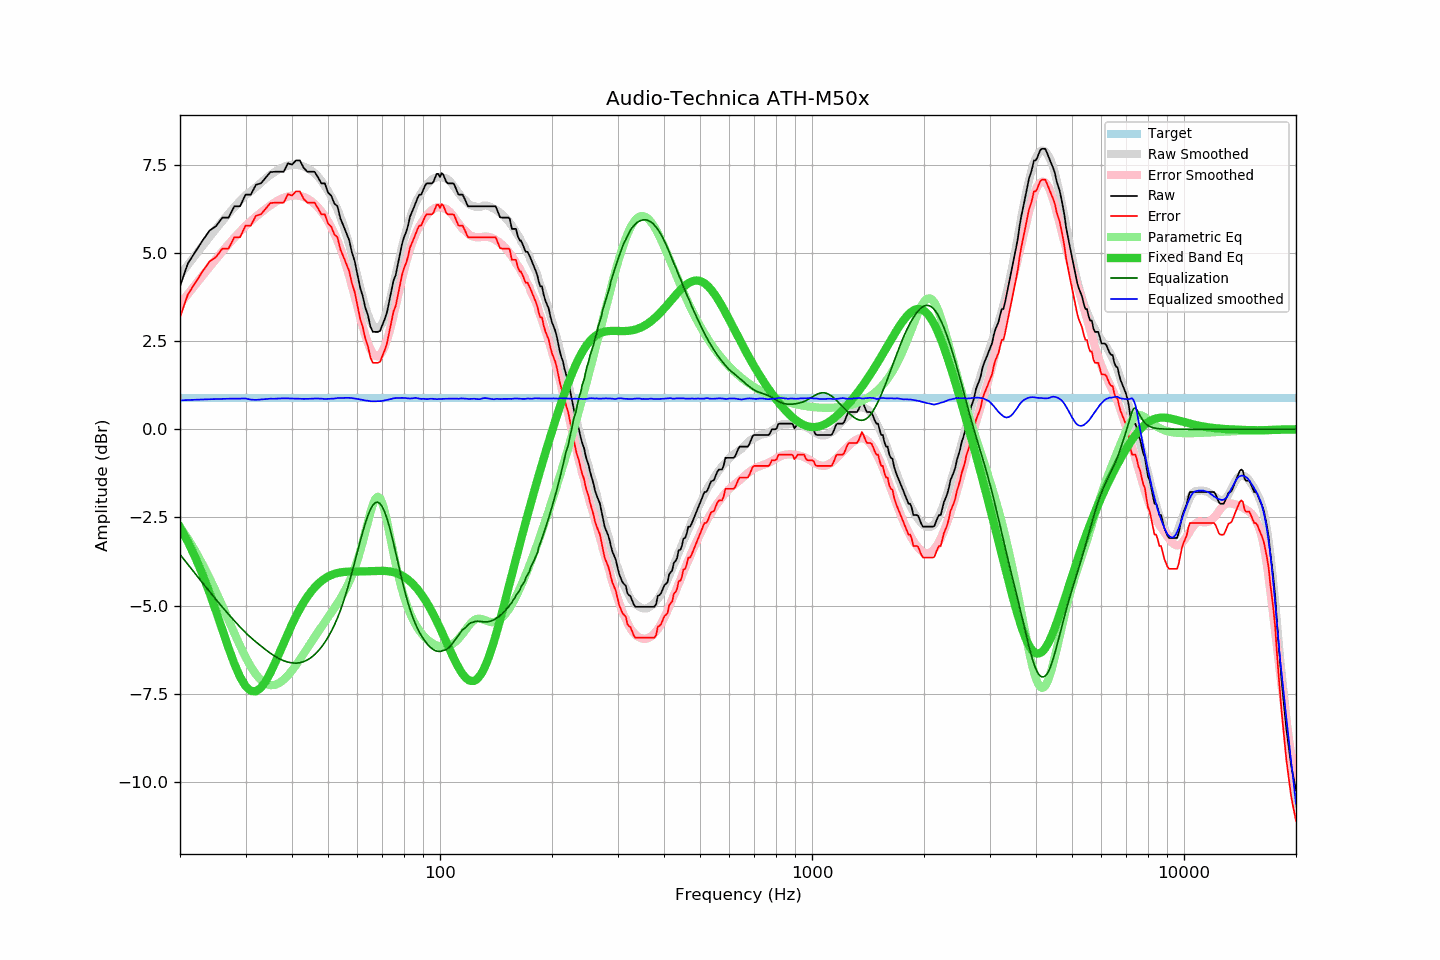 Audio-Technica ATH-M50x
Target
Raw Smoothed
Error Smoothed
Raw
Error
Parametric Eq
Fixed Band Eq
Equalization
Equalized smoothed
7.5
5.0
2.5
0.0
−2.5
−5.0
−7.5
−10.0
Amplitude (dBr)
100
1000
10000
Frequency (Hz)